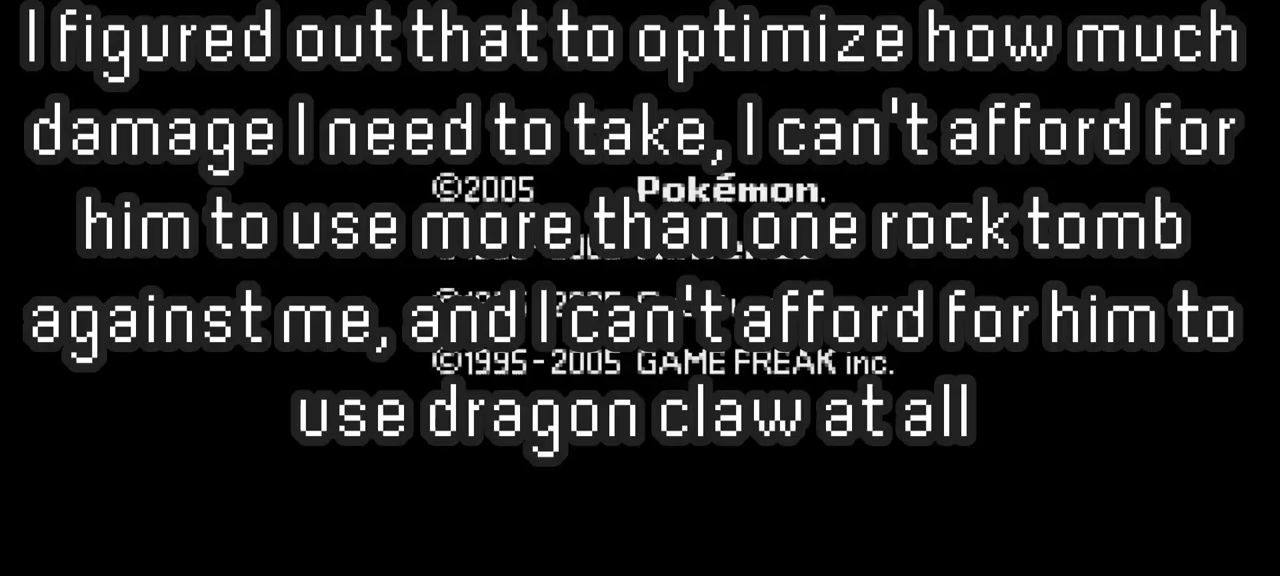 I figured out that to optimize how much
damage I need to take, I can't afford for
©2005 Pokémon.
him to use more than one rock tomb
against me, and I can't afford for him to
©1995-2005 GAME FREAK inc.
use dragon claw at all